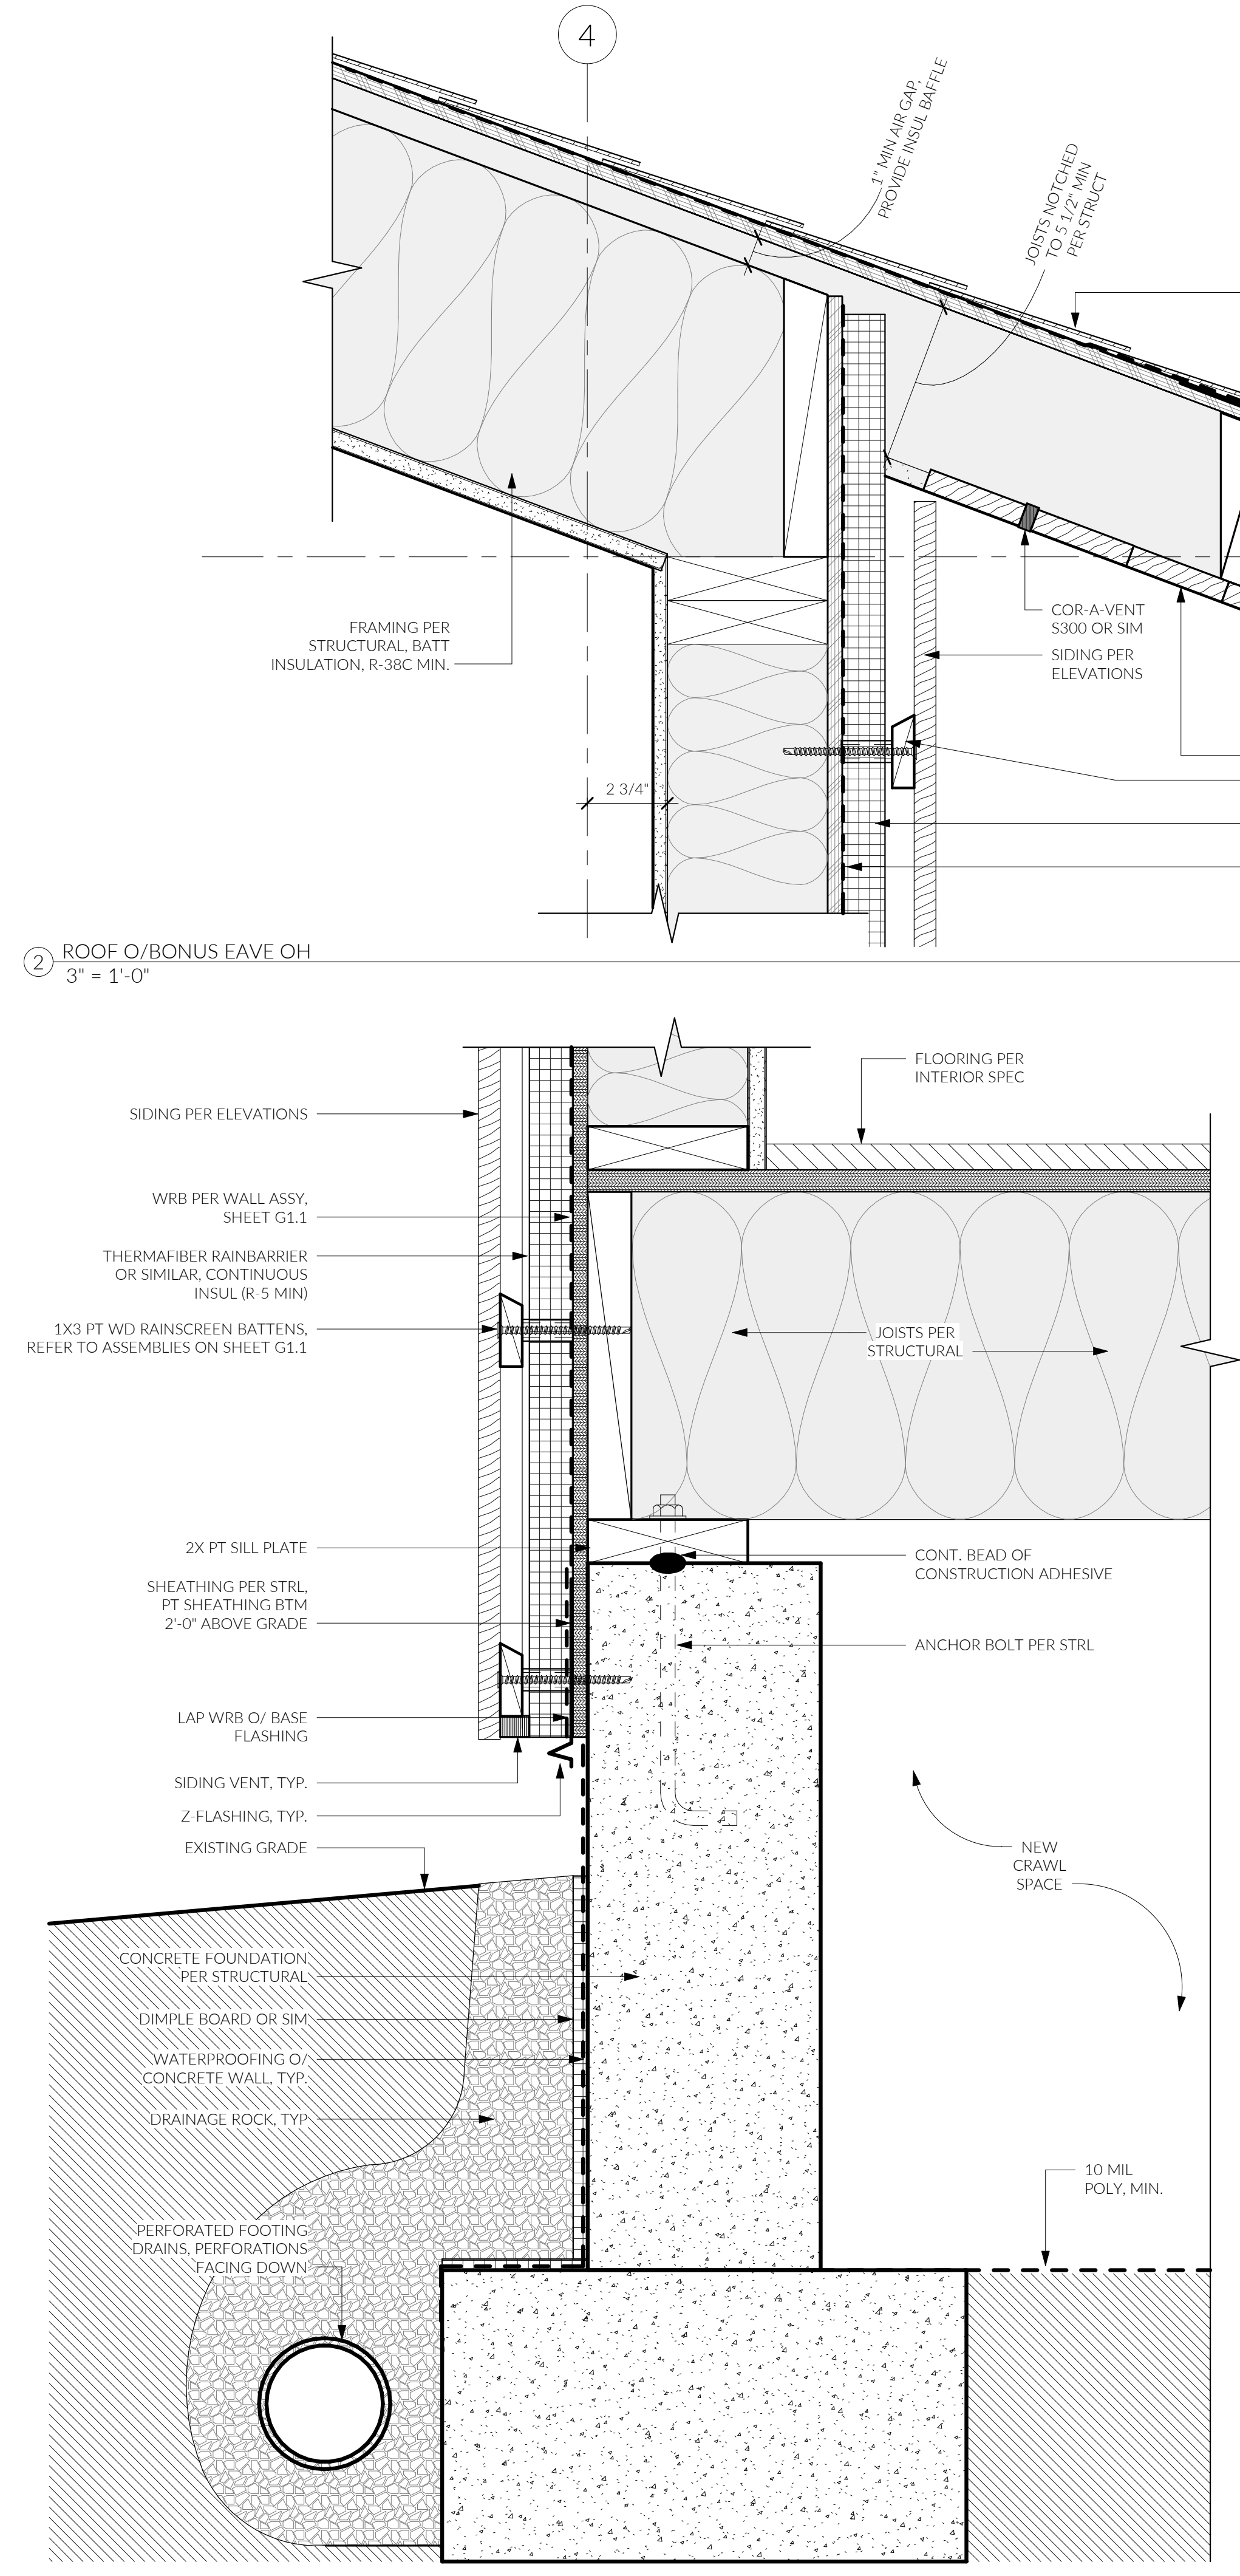 4
1" MIN AIR GAP,
PROVIDE INSUL BAFFLE
JOISTS NOTCHED
TO 5 1/2" MIN
PER STRUCT
FRAMING PER
STRUCTURAL, BATT
INSULATION, R-38C MIN.
COR-A-VENT
S300 OR SIM
SIDING PER
ELEVATIONS
2 3/4"
2
ROOF O/BONUS EAVE OH
3" = 1'-0"
FLOORING PER
INTERIOR SPEC
SIDING PER ELEVATIONS
WRB PER WALL ASSY,
SHEET G1.1
THERMAFIBER RAINBARRIER
OR SIMILAR, CONTINUOUS
INSUL (R-5 MIN)
1X3 PT WD RAINSCREEN BATTENS,
REFER TO ASSEMBLIES ON SHEET G1.1
JOISTS PER
STRUCTURAL
2X PT SILL PLATE
CONT. BEAD OF
CONSTRUCTION ADHESIVE
SHEATHING PER STRL,
PT SHEATHING BTM
2'-0" ABOVE GRADE
ANCHOR BOLT PER STRL
LAP WRB O/ BASE
FLASHING
SIDING VENT, TYP.
Z-FLASHING, TYP.
EXISTING GRADE
NEW
CRAWL
SPACE
CONCRETE FOUNDATION
PER STRUCTURAL
DIMPLE BOARD OR SIM
WATERPROOFING O/
CONCRETE WALL, TYP.
DRAINAGE ROCK, TYP
10 MIL
POLY, MIN.
PERFORATED FOOTING
DRAINS, PERFORATIONS
FACING DOWN